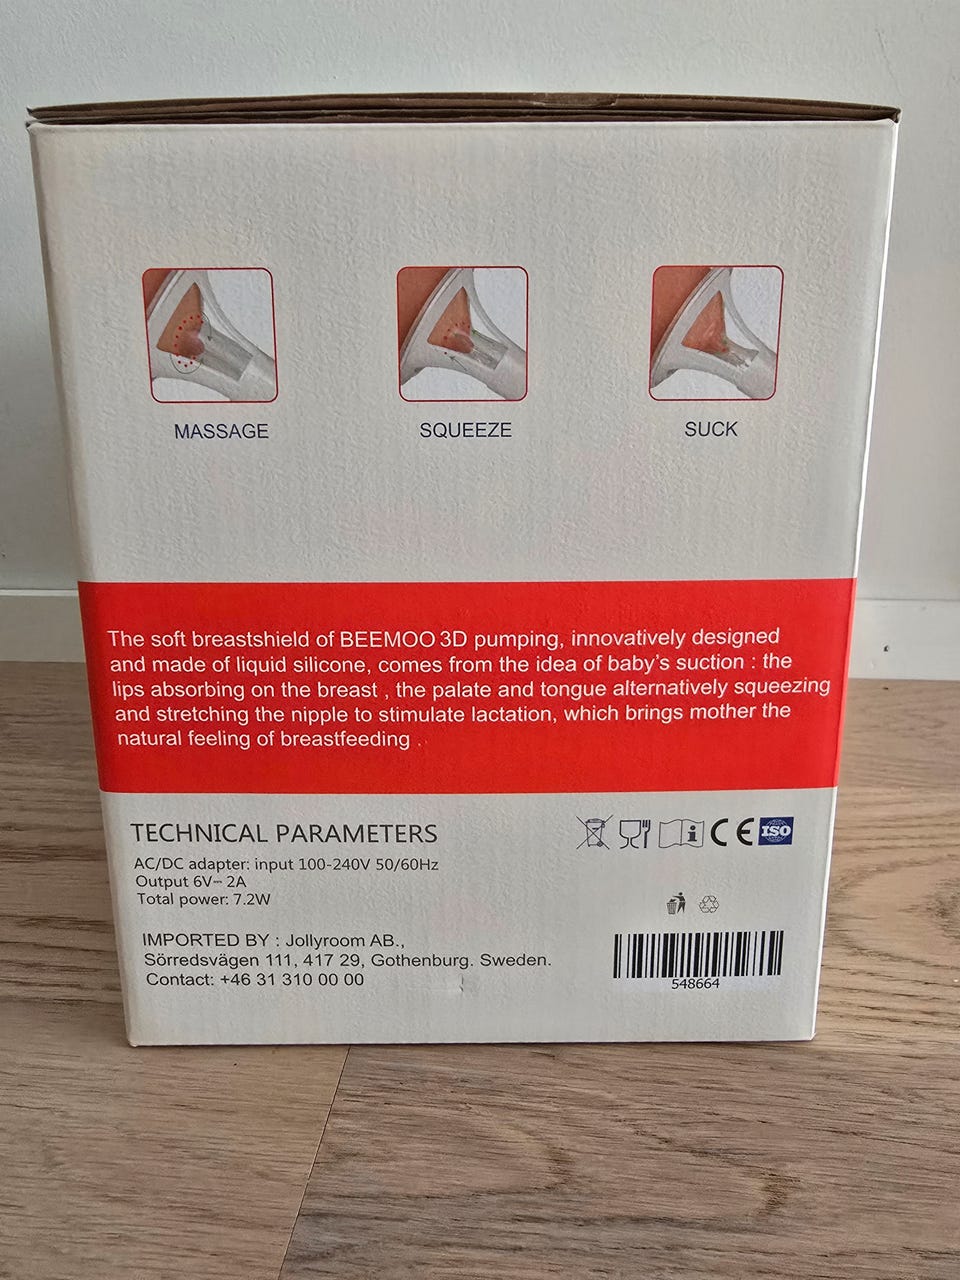 MASSAGE
SQUEEZE
SUCK
The soft breastshield of BEEMOO 3D pumping, innovatively designed
and made of liquid silicone, comes from the idea of baby's suction : the
lips absorbing on the breast , the palate and tongue alternatively squeezing
and stretching the nipple to stimulate lactation, which brings mother the
natural feeling of breastfeeding .
TECHNICAL PARAMETERS
CE ISO
AC/DC adapter: input 100-240V 50/60Hz
Output 6V⎓ 2A
Total power: 7.2W
IMPORTED BY : Jollyroom AB.,
Sörredsvägen 111, 417 29, Gothenburg. Sweden.
Contact: +46 31 310 00 00
548664